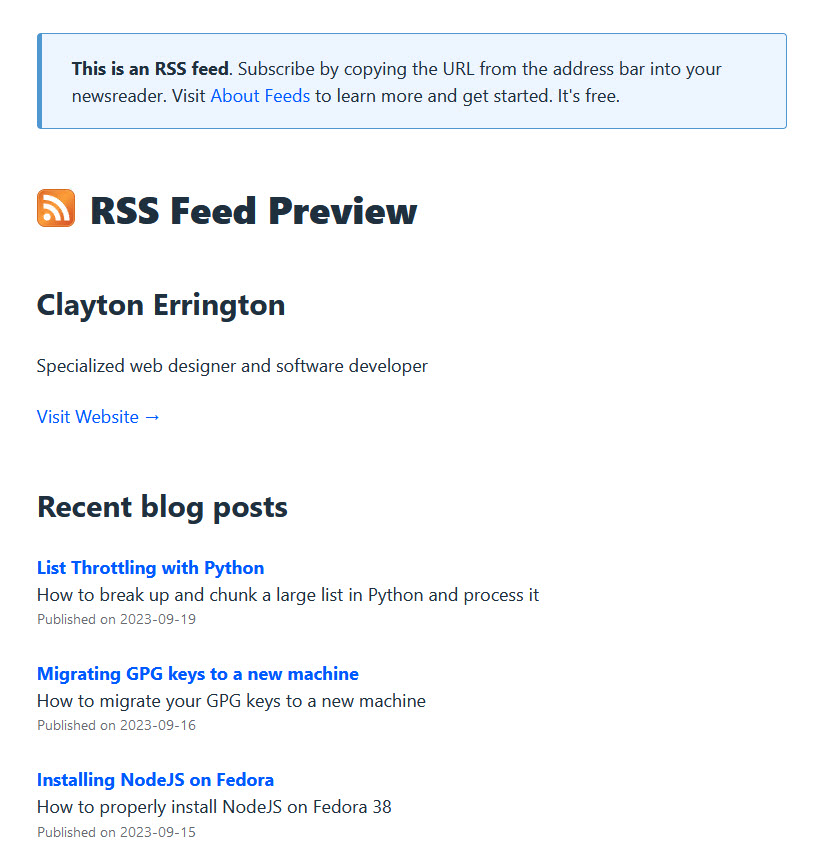 This is an RSS feed. Subscribe by copying the URL from the address bar into your
newsreader. Visit About Feeds to learn more and get started. It's free.
RSS Feed Preview
Clayton Errington
Specialized web designer and software developer
Visit Website →
Recent blog posts
List Throttling with Python
How to break up and chunk a large list in Python and process it
Published on 2023-09-19
Migrating GPG keys to a new machine
How to migrate your GPG keys to a new machine
Published on 2023-09-16
Installing NodeJS on Fedora
How to properly install NodeJS on Fedora 38
Published on 2023-09-15